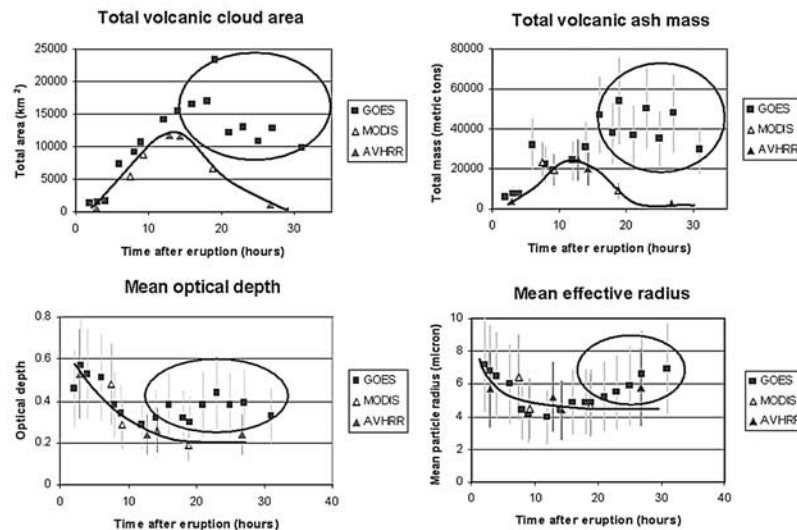 Total volcanic cloud area
25000
20000
15000
10000
5000
0
Total area (km²)
0 10 20 30
Time after eruption (hours)
GOES
MODIS
AVHRR
Total volcanic ash mass
80000
60000
40000
20000
0
Total mass (metric tons)
0 10 20 30
Time after eruption (hours)
GOES
MODIS
AVHRR
Mean optical depth
0.8
0.6
0.4
0.2
0
Optical depth
0 10 20 30 40
Time after eruption (hours)
GOES
MODIS
AVHRR
Mean effective radius
10
8
6
4
2
0
Mean particle radius (micron)
0 10 20 30 40
Time after eruption (hours)
GOES
MODIS
AVHRR